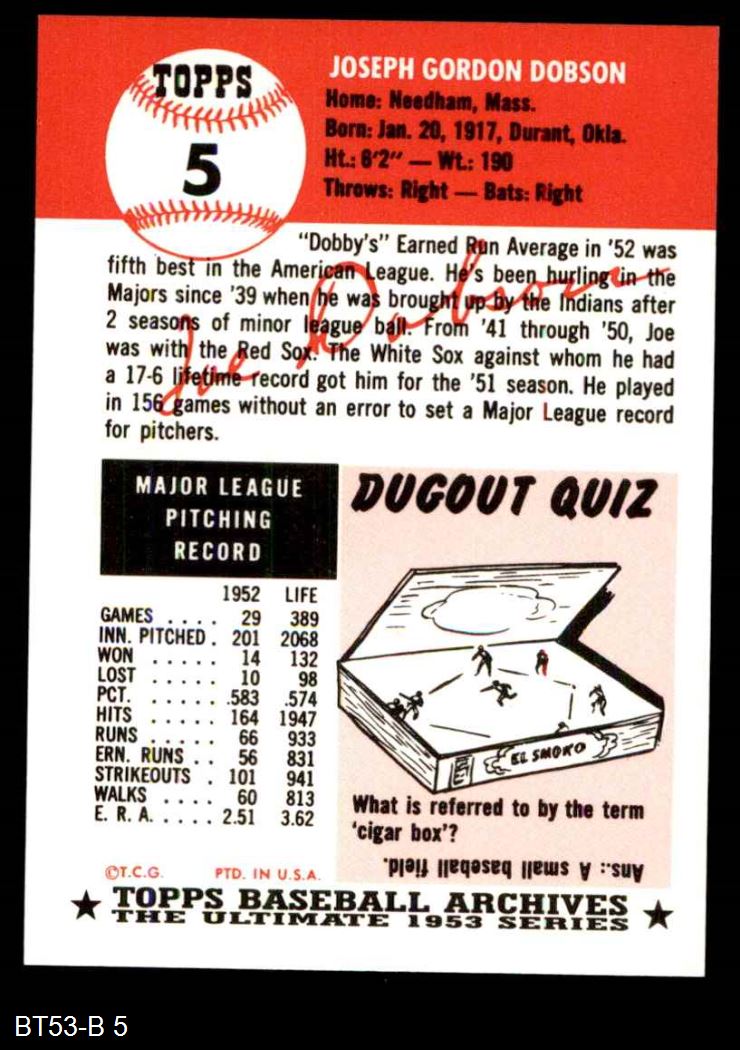 TOPPS
5
JOSEPH GORDON DOBSON
Home: Needham, Mass.
Born: Jan. 20, 1917, Durant, Okla.
Ht.: 6'2" — Wt.: 190
Throws: Right — Bats: Right
"Dobby's" Earned Run Average in '52 was
fifth best in the American League. He's been hurling in the
Majors since '39 when he was brought up by the Indians after
2 seasons of minor league ball. From '41 through '50, Joe
was with the Red Sox. The White Sox against whom he had
a 17-6 lifetime record got him for the '51 season. He played
in 156 games without an error to set a Major League record
for pitchers.
Joe Dobson
MAJOR LEAGUE
PITCHING
RECORD
1952 LIFE
GAMES . . . . 29 389
INN. PITCHED . 201 2068
WON . . . . . 14 132
LOST . . . . . 10 98
PCT. . . . . . .583 .574
HITS . . . . . 164 1947
RUNS . . . . . 66 933
ERN. RUNS . . 56 831
STRIKEOUTS . 101 941
WALKS . . . . 60 813
E. R. A. . . . . . 2.51 3.62
DUGOUT QUIZ
EL SMOKO
What is referred to by the term
'cigar box'?
Ans.: A small baseball field.
©T.C.G. PTD. IN U.S.A.
★ TOPPS BASEBALL ARCHIVES ★
THE ULTIMATE 1953 SERIES
BT53-B 5